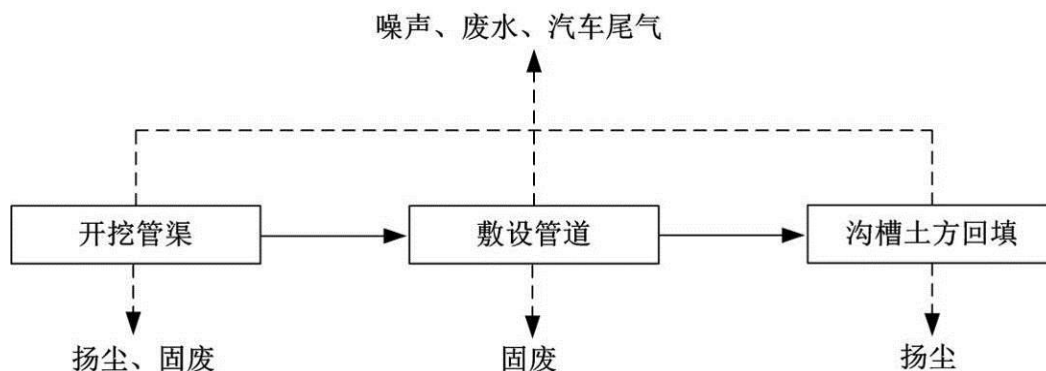 噪声、废水、汽车尾气
开挖管渠
敷设管道
沟槽土方回填
扬尘、固废
固废
扬尘